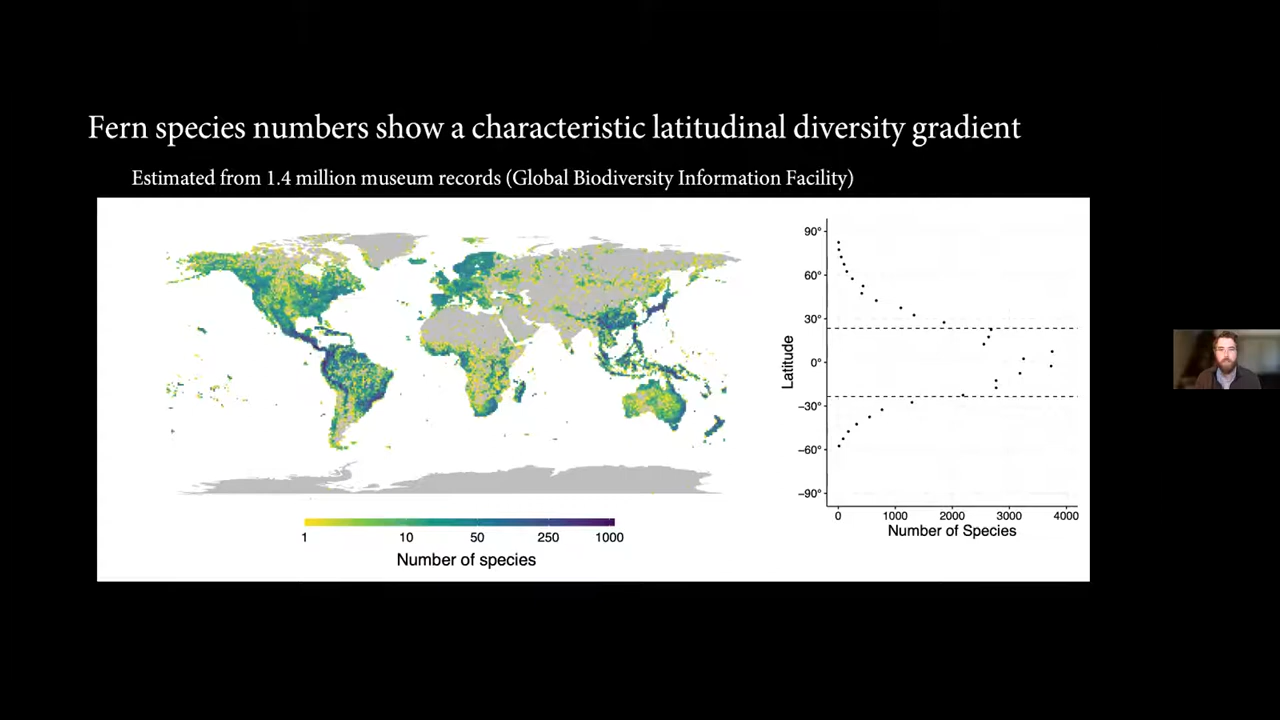 Fern species numbers show a characteristic latitudinal diversity gradient
Estimated from 1.4 million museum records (Global Biodiversity Information Facility)
1 10 50 250 1000
Number of species
Latitude
90°
60°
30°
0°
−30°
−60°
−90°
0 1000 2000 3000 4000
Number of Species